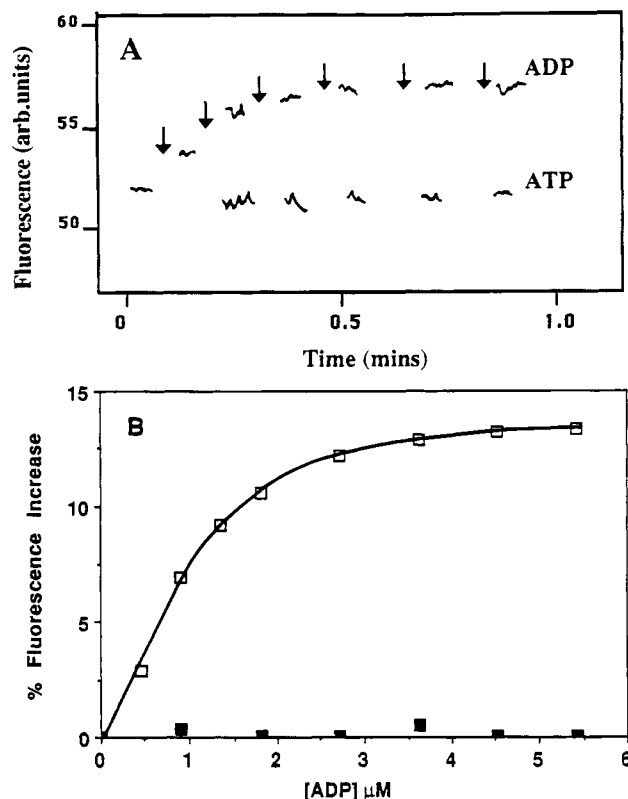 A
Fluorescence (arb.units)
60
55
50
ADP
ATP
0
0.5
1.0
Time (mins)
B
% Fluorescence Increase
15
10
5
0
0
1
2
3
4
5
6
[ADP] µM